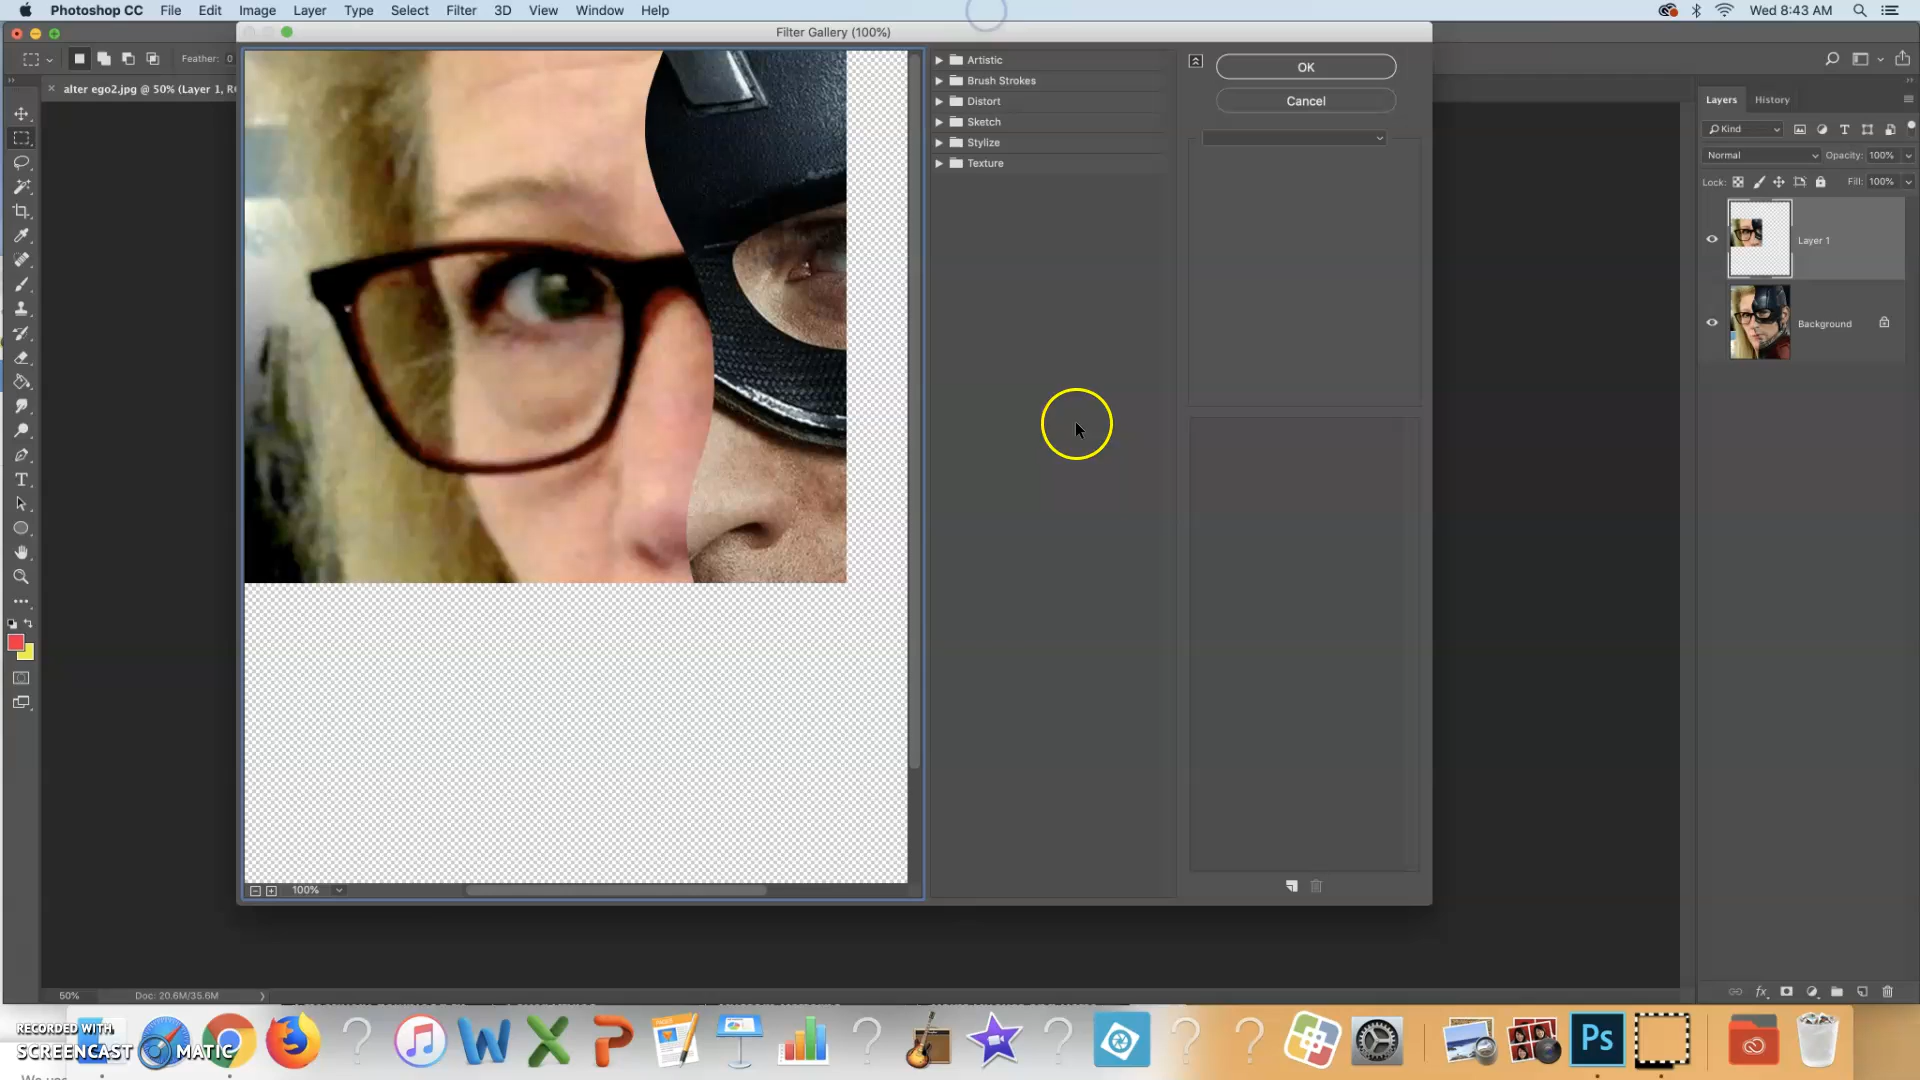 Photoshop CC File Edit Image Layer Type Select Filter 3D View Window Help Wed 8:43 AM
Filter Gallery (100%)
Feather: 0
alter ego2.jpg @ 50% (Layer 1, R
Artistic
Brush Strokes
Distort
Sketch
Stylize
Texture
OK
Cancel
Layers History
Kind
Normal Opacity: 100%
Lock: Fill: 100%
Layer 1
Background
100%
50% Doc: 20.6M/35.6M
RECORDED WITH
SCREENCAST MATIC
Ps